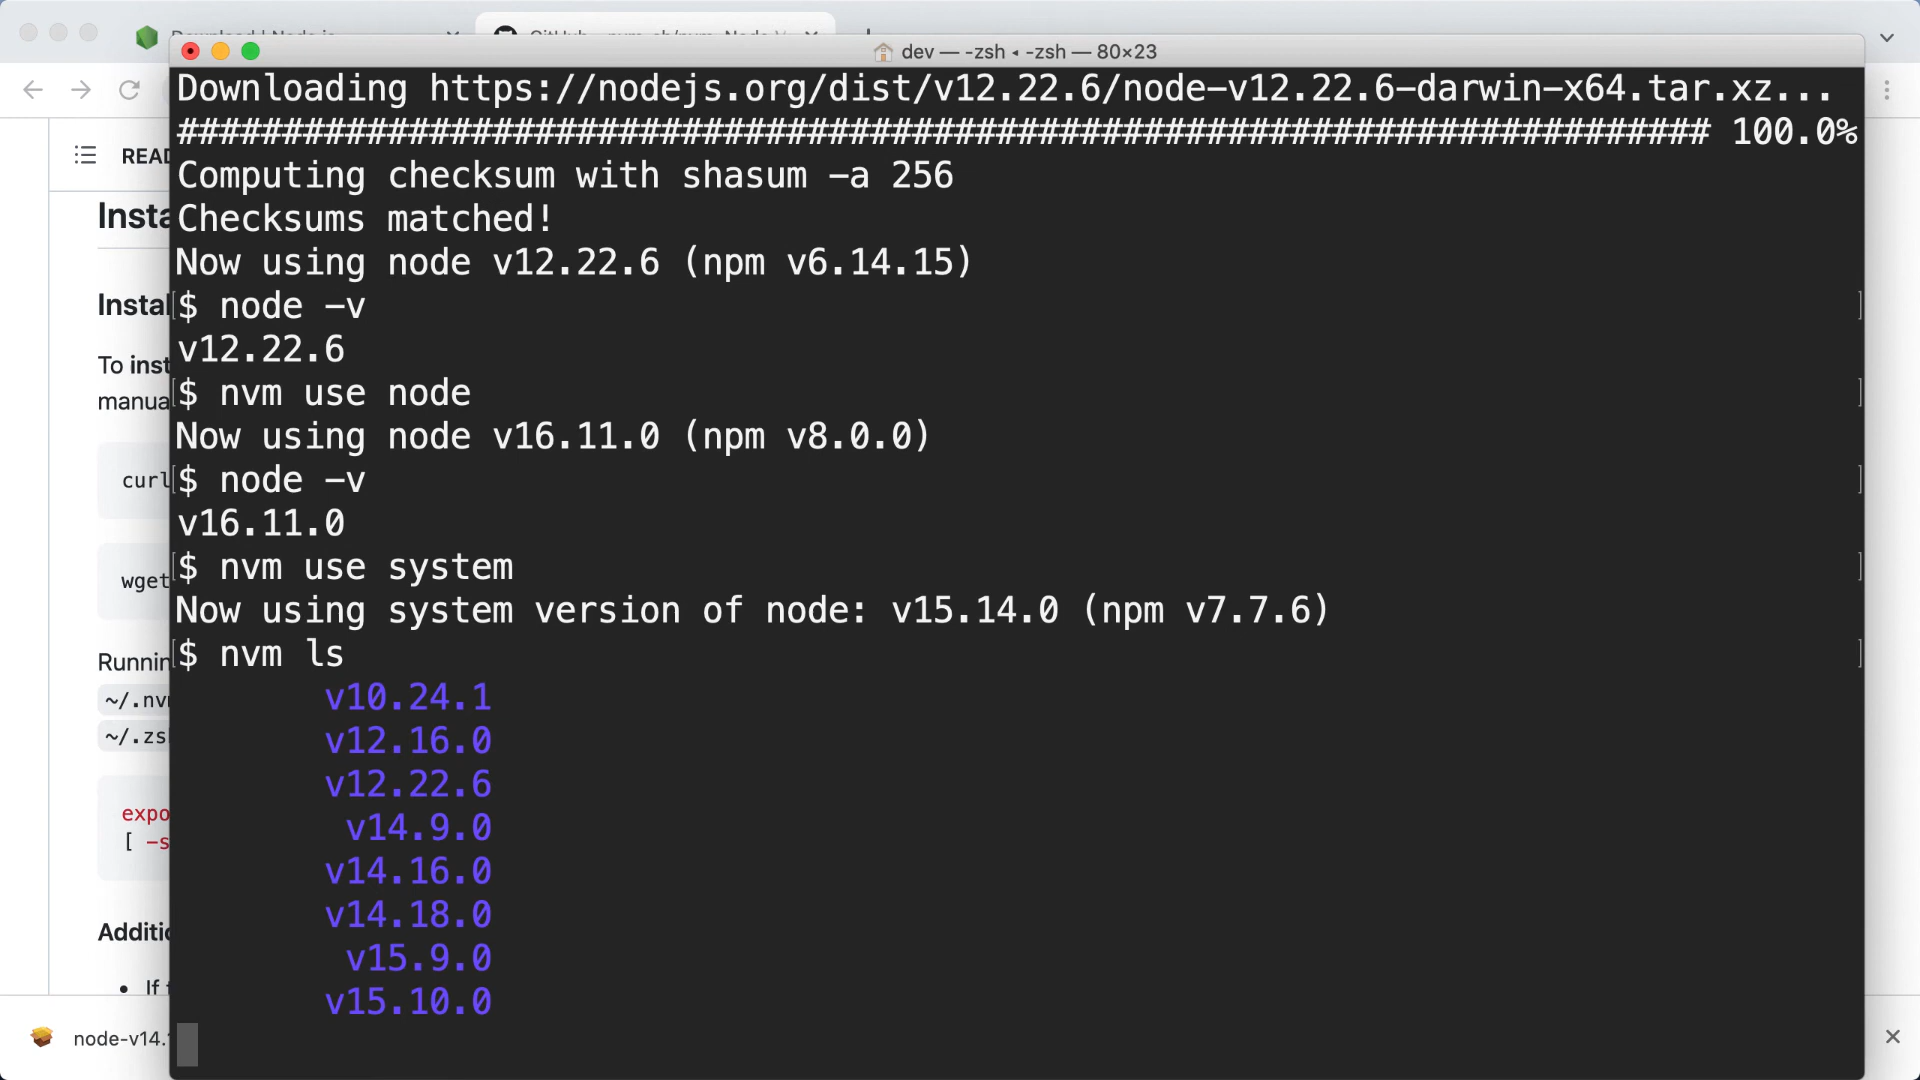 dev — -zsh ◂ -zsh — 80×23
Downloading https://nodejs.org/dist/v12.22.6/node-v12.22.6-darwin-x64.tar.xz...
######################################################################### 100.0%
Computing checksum with shasum -a 256
Checksums matched!
Now using node v12.22.6 (npm v6.14.15)
$ node -v
v12.22.6
$ nvm use node
Now using node v16.11.0 (npm v8.0.0)
$ node -v
v16.11.0
$ nvm use system
Now using system version of node: v15.14.0 (npm v7.7.6)
$ nvm ls
v10.24.1
v12.16.0
v12.22.6
v14.9.0
v14.16.0
v14.18.0
v15.9.0
v15.10.0
READ
Insta
Instal
To inst
manua
curl
wget
Runnin
~/.nv
~/.zs
expo
[ -s
Additio
• If
node-v14.